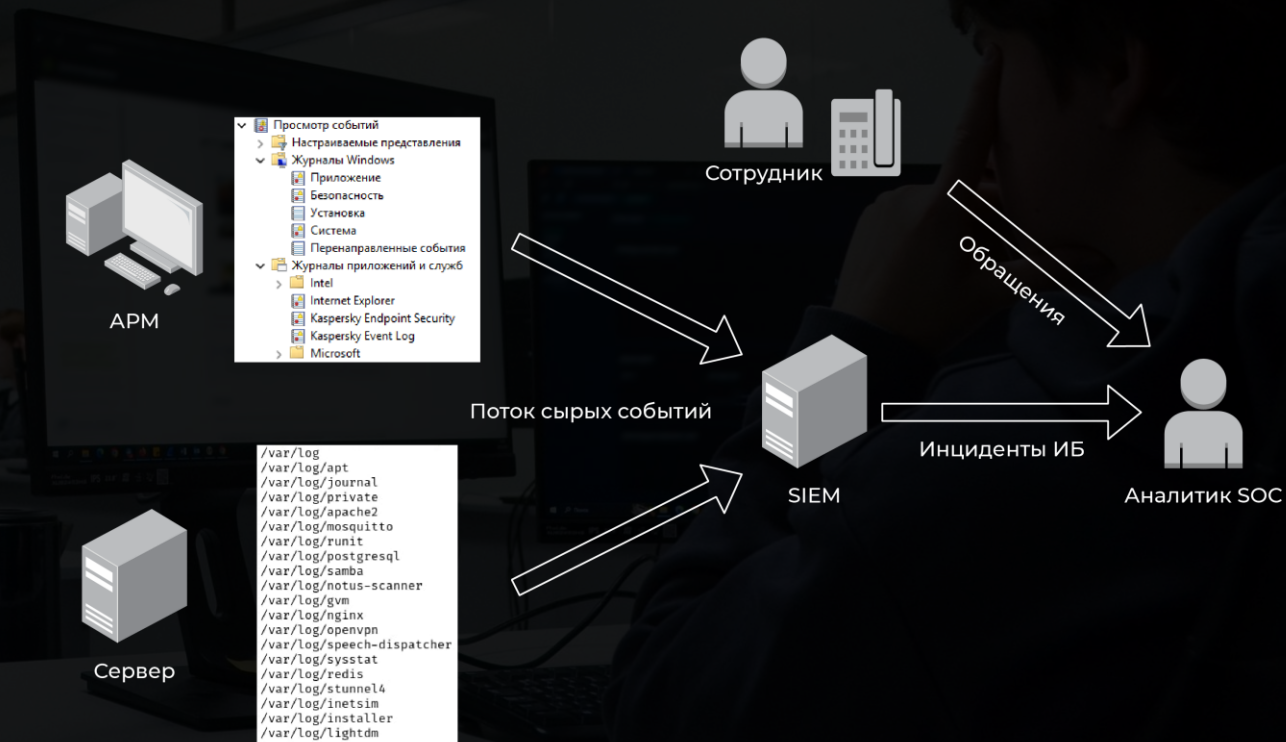 Просмотр событий
Настраиваемые представления
Журналы Windows
Приложение
Безопасность
Установка
Система
Перенаправленные события
Журналы приложений и служб
Intel
Internet Explorer
Kaspersky Endpoint Security
Kaspersky Event Log
Microsoft
АРМ
Сотрудник
Обращения
Поток сырых событий
SIEM
Инциденты ИБ
Аналитик SOC
/var/log
/var/log/apt
/var/log/journal
/var/log/private
/var/log/apache2
/var/log/mosquitto
/var/log/runit
/var/log/postgresql
/var/log/samba
/var/log/notus-scanner
/var/log/gvm
/var/log/nginx
/var/log/openvpn
/var/log/speech-dispatcher
/var/log/sysstat
/var/log/redis
/var/log/stunnel4
/var/log/inetsim
/var/log/installer
/var/log/lightdm
Сервер